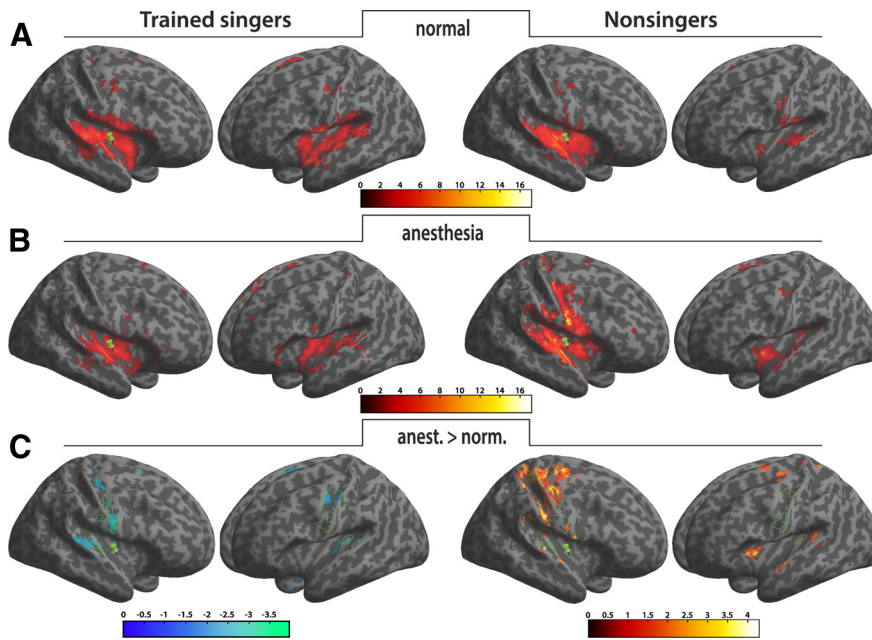 Trained singers
normal
Nonsingers
A
0 2 4 6 8 10 12 14 16
B
anesthesia
0 2 4 6 8 10 12 14 16
C
anest. > norm.
0 -0.5 -1 -1.5 -2 -2.5 -3 -3.5
0 0.5 1 1.5 2 2.5 3 3.5 4